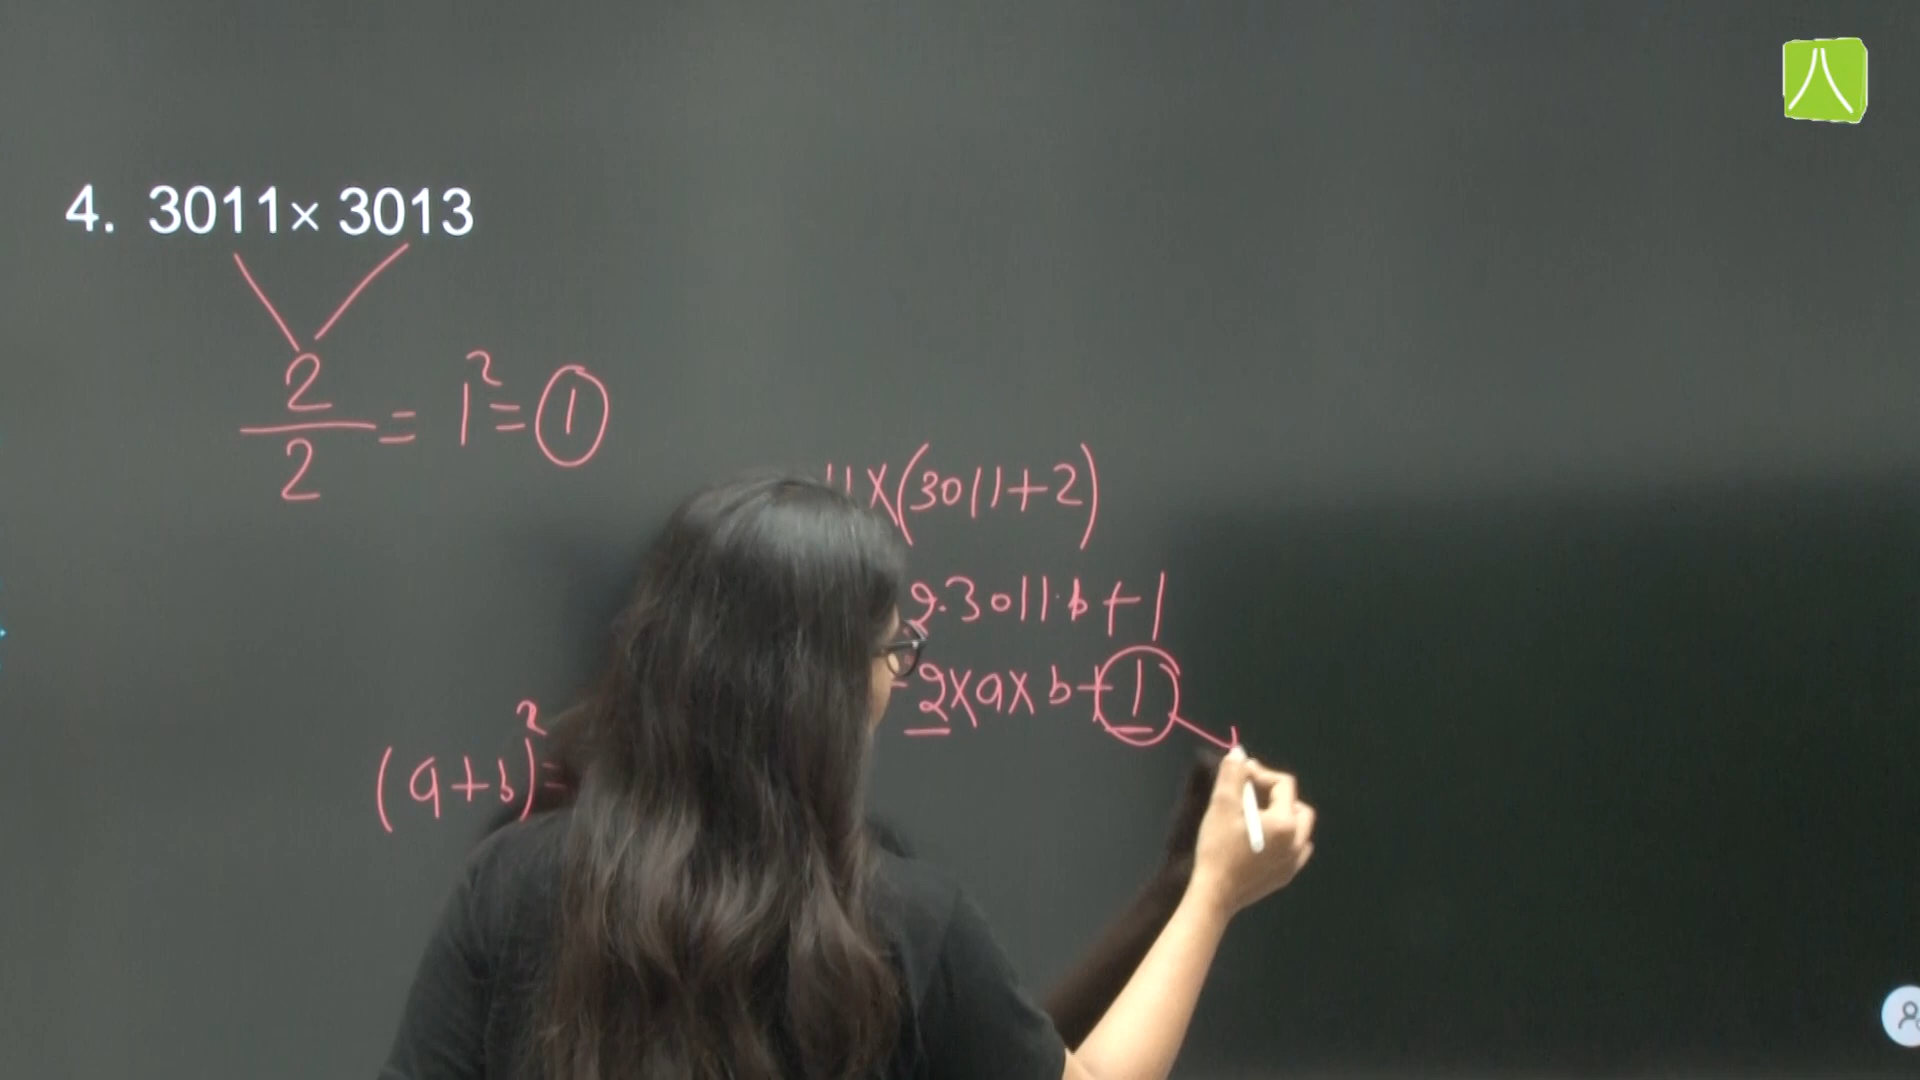 4. 3011× 3013
2
2
= 1² = 1
11×(3011+2)
2·3011·b+1
-2×a×b+1
(a+b)²=